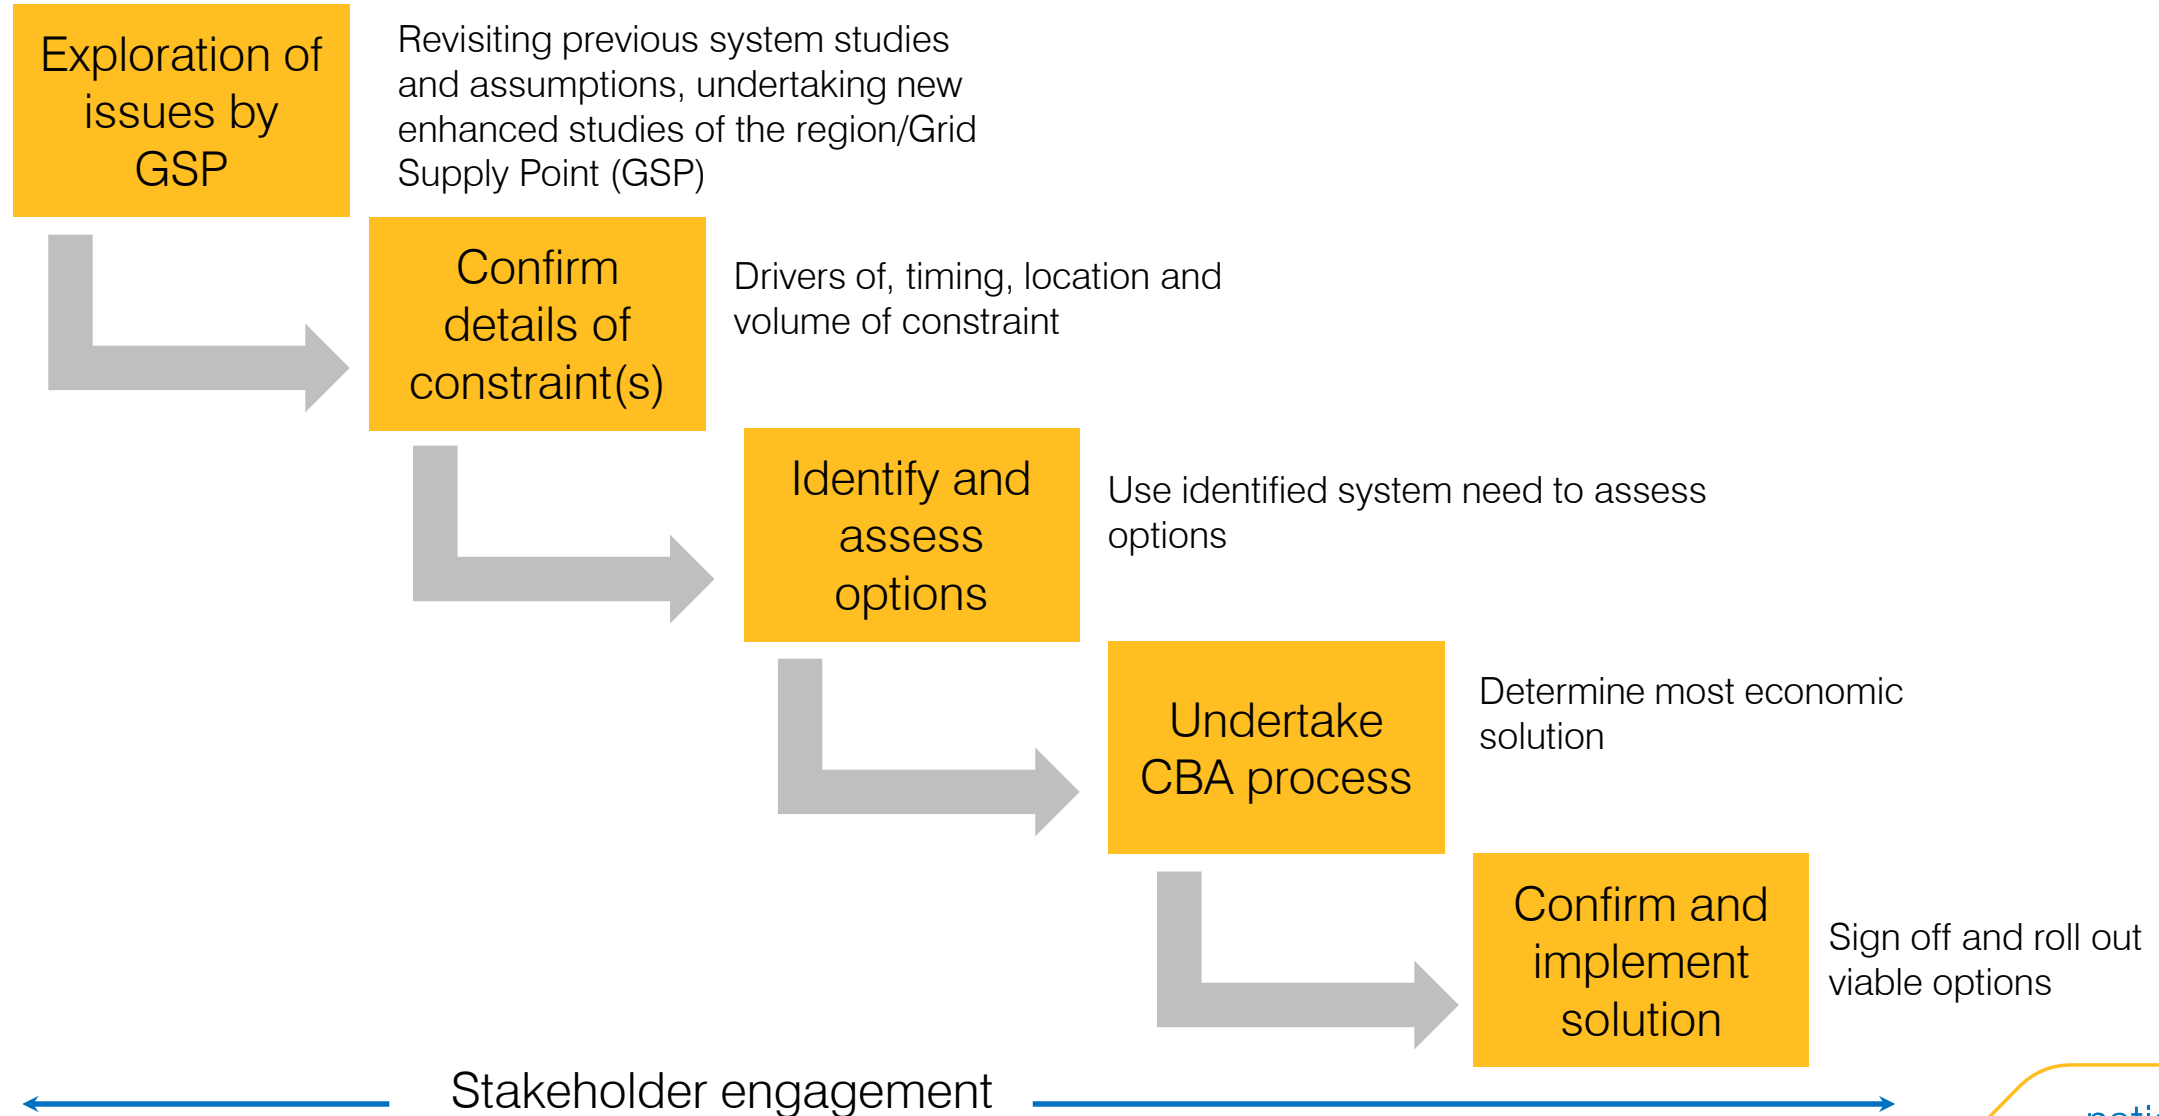 Exploration of
issues by
GSP
Revisiting previous system studies
and assumptions, undertaking new
enhanced studies of the region/Grid
Supply Point (GSP)
Confirm
details of
constraint(s)
Drivers of, timing, location and
volume of constraint
Identify and
assess
options
Use identified system need to assess
options
Undertake
CBA process
Determine most economic
solution
Confirm and
implement
solution
Sign off and roll out
viable options
Stakeholder engagement